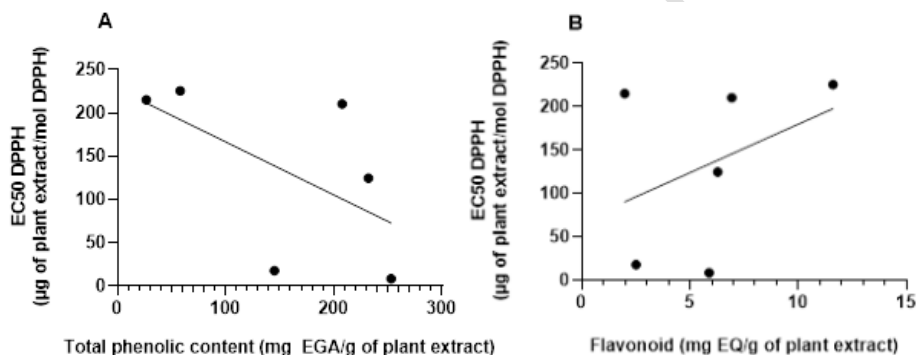 A
EC50 DPPH
(µg of plant extract/mol DPPH)
250
200
150
100
50
0
0
100
200
300
Total phenolic content (mg EGA/g of plant extract)
B
EC50 DPPH
(µg of plant extract/mol DPPH)
250
200
150
100
50
0
0
5
10
15
Flavonoid (mg EQ/g of plant extract)